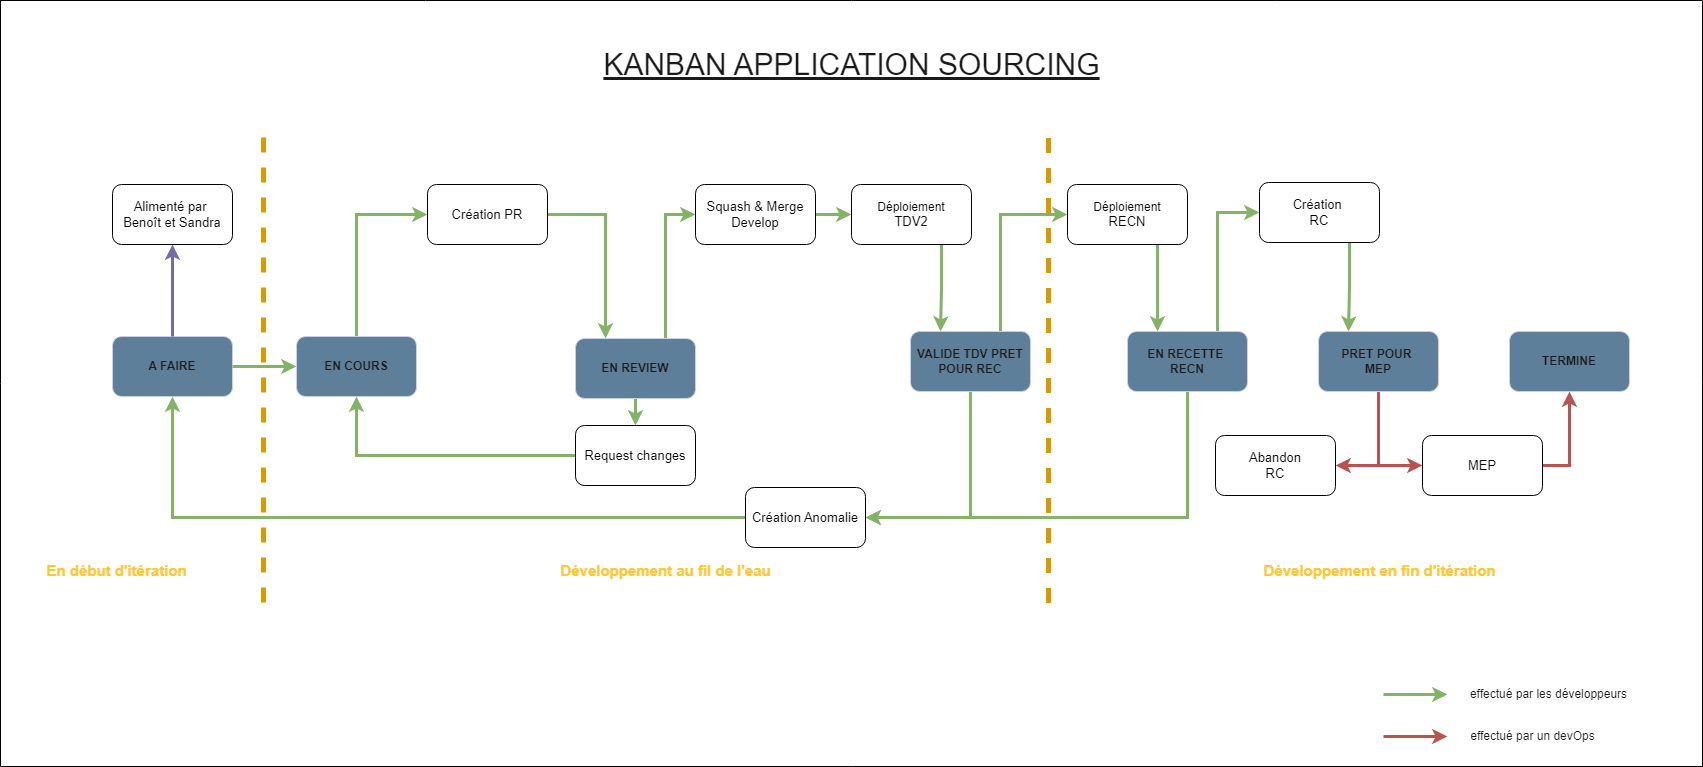 KANBAN APPLICATION SOURCING
Alimenté par
Benoît et Sandra
Création PR
Squash & Merge
Develop
Déploiement
TDV2
Déploiement
RECN
Création
RC
A FAIRE
EN COURS
EN REVIEW
VALIDE TDV PRET
POUR REC
EN RECETTE
RECN
PRET POUR
MEP
TERMINE
Request changes
Abandon
RC
MEP
Création Anomalie
En début d'itération
Développement au fil de l'eau
Développement en fin d'itération
effectué par les développeurs
effectué par un devOps